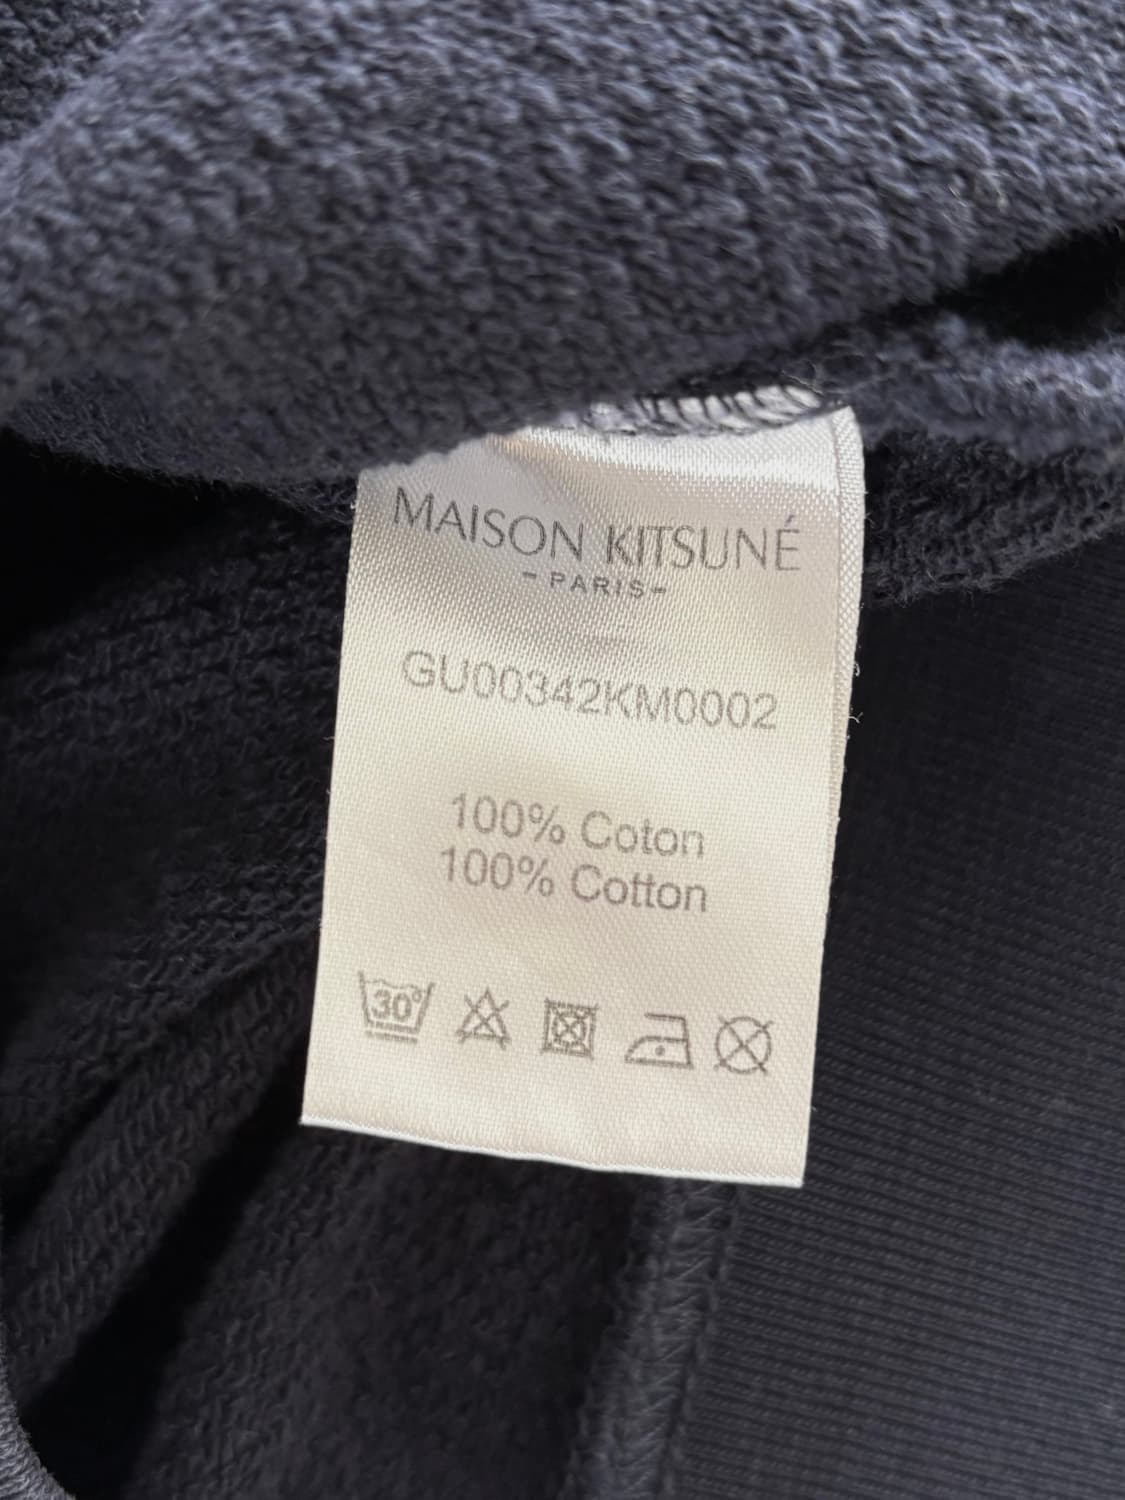 MAISON KITSUNÉ
- PARIS -
GU00342KM0002
100% Coton
100% Cotton
30°